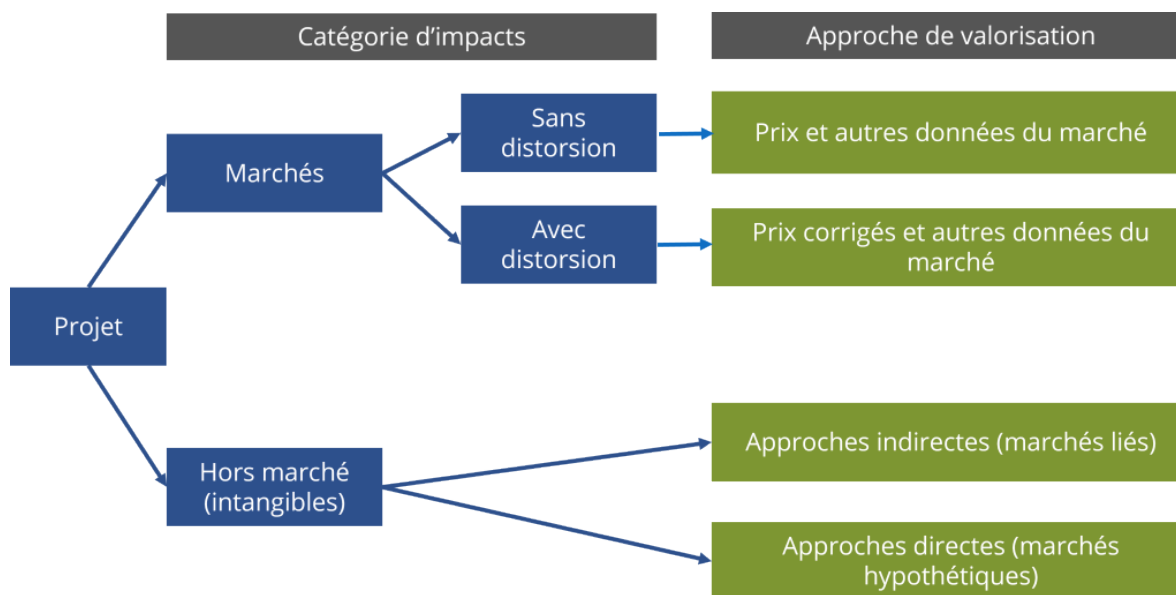 Catégorie d'impacts
Approche de valorisation
Sans
distorsion
Prix et autres données du marché
Marchés
Avec
distorsion
Prix corrigés et autres données du
marché
Projet
Approches indirectes (marchés liés)
Hors marché
(intangibles)
Approches directes (marchés
hypothétiques)